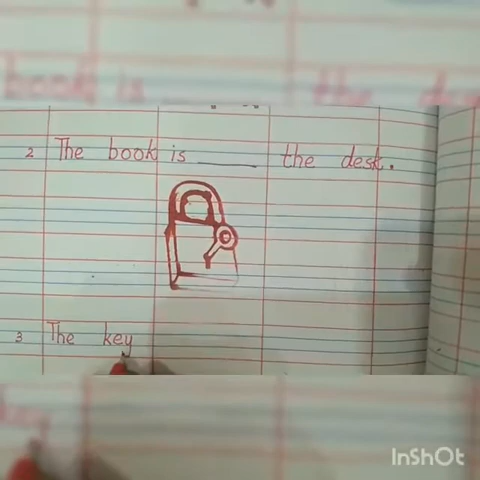 2 The book is ____ the desk.
3 The key
InShOt